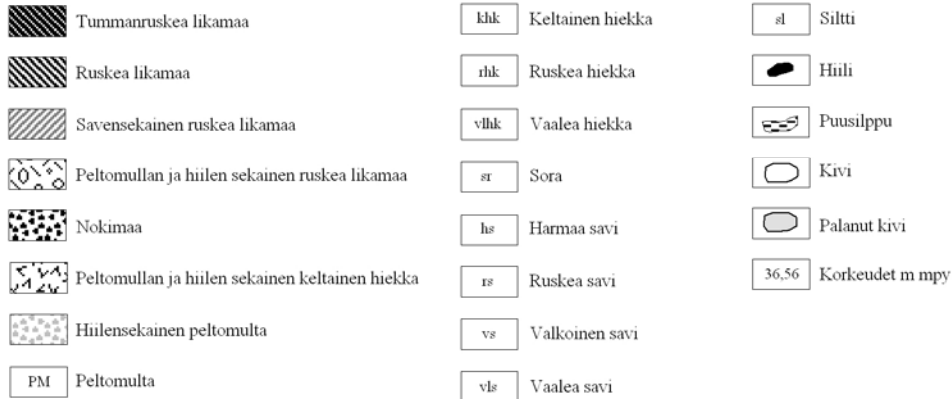 Tummanruskea likamaa
Ruskea likamaa
Savensekainen ruskea likamaa
Peltomullan ja hiilen sekainen ruskea likamaa
Nokimaa
Peltomullan ja hiilen sekainen keltainen hiekka
Hiilensekainen peltomulta
PM Peltomulta
khk Keltainen hiekka
rhk Ruskea hiekka
vlhk Vaalea hiekka
sr Sora
hs Harmaa savi
rs Ruskea savi
vs Valkoinen savi
vls Vaalea savi
sl Siltti
Hiili
Puusilppu
Kivi
Palanut kivi
36,56 Korkeudet m mpy